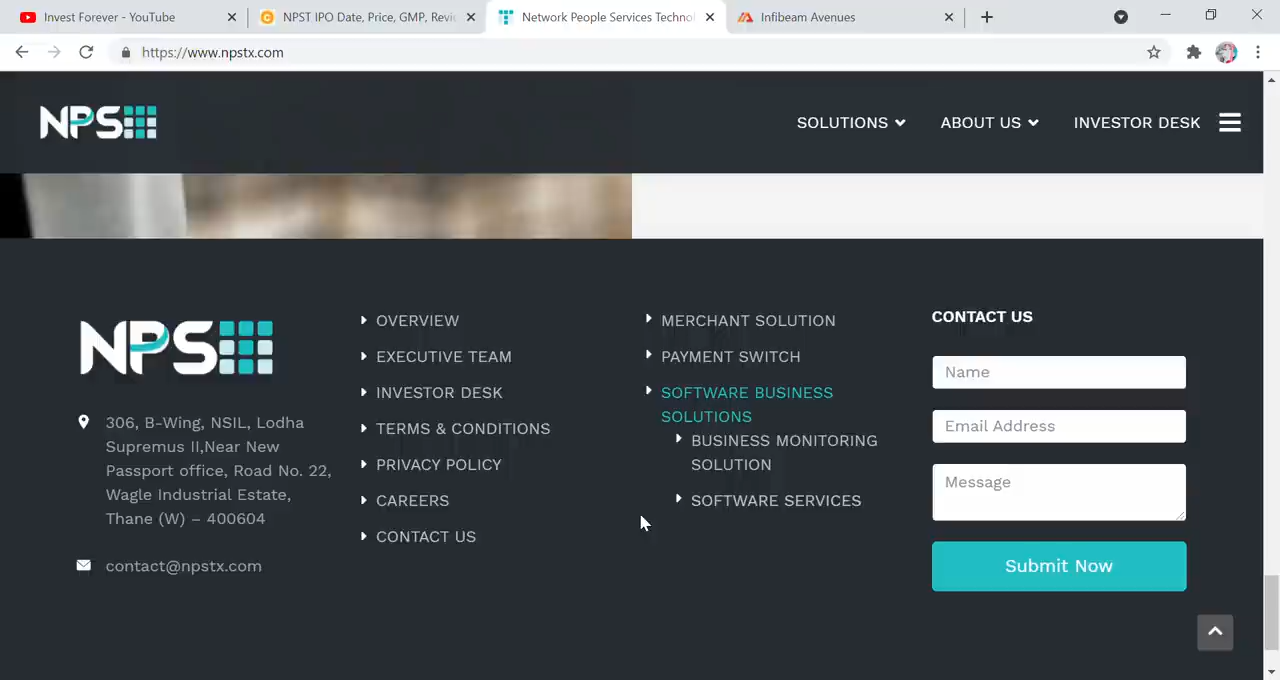 Invest Forever - YouTube
NPST IPO Date, Price, GMP, Revie
Network People Services Technol
Infibeam Avenues
https://www.npstx.com
NPS
SOLUTIONS
ABOUT US
INVESTOR DESK
NPS
306, B-Wing, NSIL, Lodha
Supremus II,Near New
Passport office, Road No. 22,
Wagle Industrial Estate,
Thane (W) – 400604
contact@npstx.com
OVERVIEW
EXECUTIVE TEAM
INVESTOR DESK
TERMS & CONDITIONS
PRIVACY POLICY
CAREERS
CONTACT US
MERCHANT SOLUTION
PAYMENT SWITCH
SOFTWARE BUSINESS
SOLUTIONS
BUSINESS MONITORING
SOLUTION
SOFTWARE SERVICES
CONTACT US
Name
Email Address
Message
Submit Now